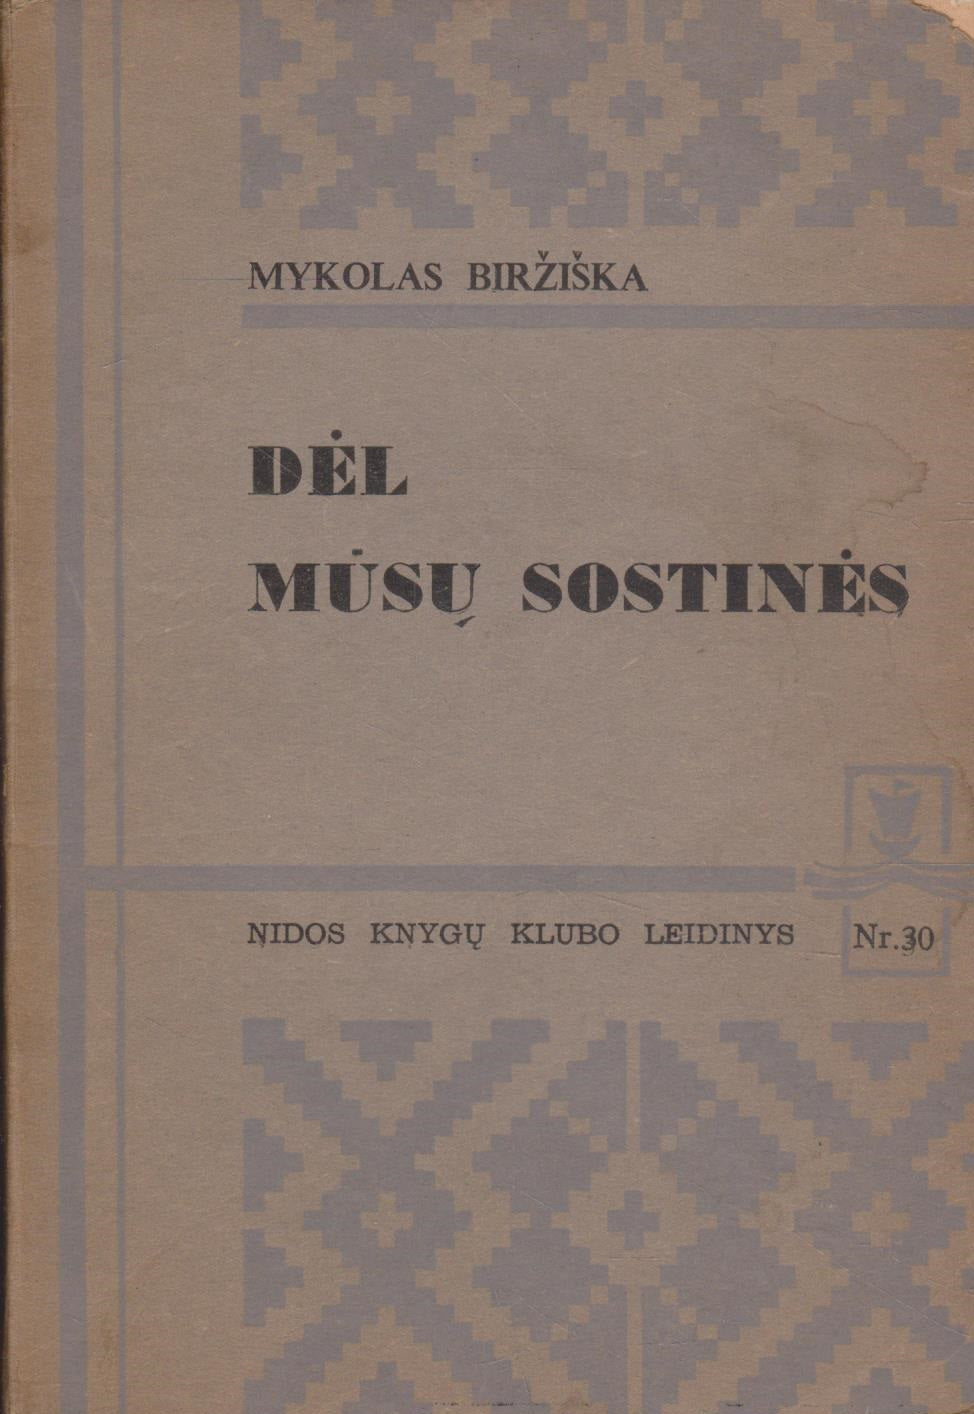 MYKOLAS BIRŽIŠKA
DĖL
MŪSŲ SOSTINĖS
NIDOS KNYGŲ KLUBO LEIDINYS Nr.30